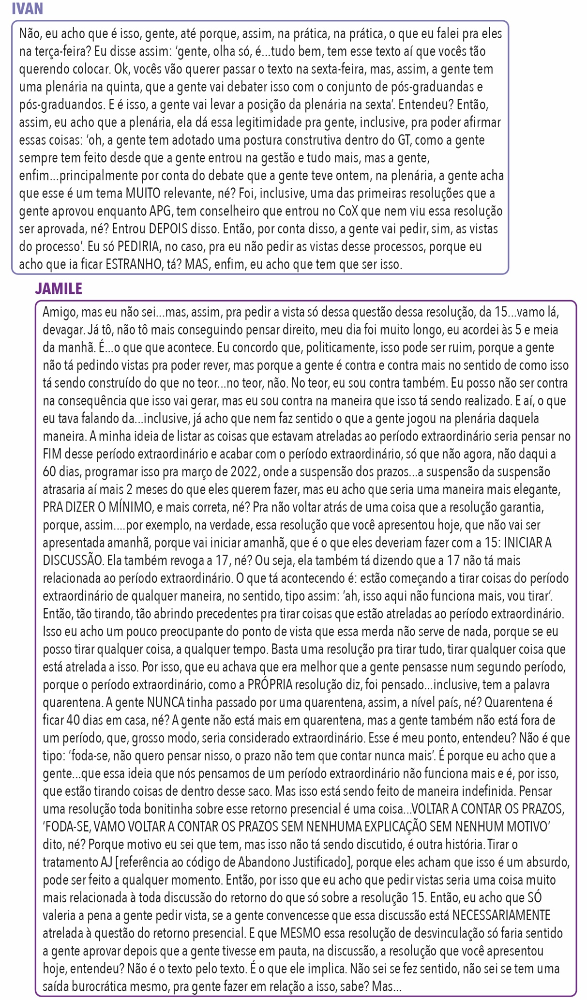 IVAN
Não, eu acho que é isso, gente, até porque, assim, na prática, na prática, o que eu falei pra eles
na terça-feira? Eu disse assim: ‘gente, olha só, é...tudo bem, tem esse texto aí que vocês tão
querendo colocar. Ok, vocês vão querer passar o texto na sexta-feira, mas, assim, a gente tem
uma plenária na quinta, que a gente vai debater isso com o conjunto de pós-graduandas e
pós-graduandos. E é isso, a gente vai levar a posição da plenária na sexta’. Entendeu? Então,
assim, eu acho que a plenária, ela dá essa legitimidade pra gente, inclusive, pra poder afirmar
essas coisas: ‘oh, a gente tem adotado uma postura construtiva dentro do GT, como a gente
sempre tem feito desde que a gente entrou na gestão e tudo mais, mas a gente,
enfim...principalmente por conta do debate que a gente teve ontem, na plenária, a gente acha
que esse é um tema MUITO relevante, né? Foi, inclusive, uma das primeiras resoluções que a
gente aprovou enquanto APG, tem conselheiro que entrou no CoX que nem viu essa resolução
ser aprovada, né? Entrou DEPOIS disso. Então, por conta disso, a gente vai pedir, sim, as vistas
do processo’. Eu só PEDIRIA, no caso, pra eu não pedir as vistas desse processos, porque eu
acho que ia ficar ESTRANHO, tá? MAS, enfim, eu acho que tem que ser isso.
JAMILE
Amigo, mas eu não sei...mas, assim, pra pedir a vista só dessa questão dessa resolução, da 15...vamo lá,
devagar. Já tô, não tô mais conseguindo pensar direito, meu dia foi muito longo, eu acordei às 5 e meia
da manhã. É...o que que acontece. Eu concordo que, politicamente, isso pode ser ruim, porque a gente
não tá pedindo vistas pra poder rever, mas porque a gente é contra e contra mais no sentido de como isso
tá sendo construído do que no teor...no teor, não. No teor, eu sou contra também. Eu posso não ser contra
na consequência que isso vai gerar, mas eu sou contra na maneira que isso tá sendo realizado. E aí, o que
eu tava falando da...inclusive, já acho que nem faz sentido o que a gente jogou na plenária daquela
maneira. A minha ideia de listar as coisas que estavam atreladas ao período extraordinário seria pensar no
FIM desse período extraordinário e acabar com o período extraordinário, só que não agora, não daqui a
60 dias, programar isso pra março de 2022, onde a suspensão dos prazos...a suspensão da suspensão
atrasaria aí mais 2 meses do que eles querem fazer, mas eu acho que seria uma maneira mais elegante,
PRA DIZER O MÍNIMO, e mais correta, né? Pra não voltar atrás de uma coisa que a resolução garantia,
porque, assim....por exemplo, na verdade, essa resolução que você apresentou hoje, que não vai ser
apresentada amanhã, porque vai iniciar amanhã, que é o que eles deveriam fazer com a 15: INICIAR A
DISCUSSÃO. Ela também revoga a 17, né? Ou seja, ela também tá dizendo que a 17 não tá mais
relacionada ao período extraordinário. O que tá acontecendo é: estão começando a tirar coisas do período
extraordinário de qualquer maneira, no sentido, tipo assim: ‘ah, isso aqui não funciona mais, vou tirar’.
Então, tão tirando, tão abrindo precedentes pra tirar coisas que estão atreladas ao período extraordinário.
Isso eu acho um pouco preocupante do ponto de vista que essa merda não serve de nada, porque se eu
posso tirar qualquer coisa, a qualquer tempo. Basta uma resolução pra tirar tudo, tirar qualquer coisa que
está atrelada a isso. Por isso, que eu achava que era melhor que a gente pensasse num segundo período,
porque o período extraordinário, como a PRÓPRIA resolução diz, foi pensado...inclusive, tem a palavra
quarentena. A gente NUNCA tinha passado por uma quarentena, assim, a nível país, né? Quarentena é
ficar 40 dias em casa, né? A gente não está mais em quarentena, mas a gente também não está fora de
um período, que, grosso modo, seria considerado extraordinário. Esse é meu ponto, entendeu? Não é que
tipo: ‘foda-se, não quero pensar nisso, o prazo não tem que contar nunca mais’. É porque eu acho que a
gente...que essa ideia que nós pensamos de um período extraordinário não funciona mais e é, por isso,
que estão tirando coisas de dentro desse saco. Mas isso está sendo feito de maneira indefinida. Pensar
uma resolução toda bonitinha sobre esse retorno presencial é uma coisa...VOLTAR A CONTAR OS PRAZOS,
‘FODA-SE, VAMO VOLTAR A CONTAR OS PRAZOS SEM NENHUMA EXPLICAÇÃO SEM NENHUM MOTIVO’
dito, né? Porque motivo eu sei que tem, mas isso não tá sendo discutido, é outra história. Tirar o
tratamento AJ [referência ao código de Abandono Justificado], porque eles acham que isso é um absurdo,
pode ser feito a qualquer momento. Então, por isso que eu acho que pedir vistas seria uma coisa muito
mais relacionada à toda discussão do retorno do que só sobre a resolução 15. Então, eu acho que SÓ
valeria a pena a gente pedir vista, se a gente convencesse que essa discussão está NECESSARIAMENTE
atrelada à questão do retorno presencial. E que MESMO essa resolução de desvinculação só faria sentido
a gente aprovar depois que a gente tivesse em pauta, na discussão, a resolução que você apresentou
hoje, entendeu? Não é o texto pelo texto. É o que ele implica. Não sei se fez sentido, não sei se tem uma
saída burocrática mesmo, pra gente fazer em relação a isso, sabe? Mas...